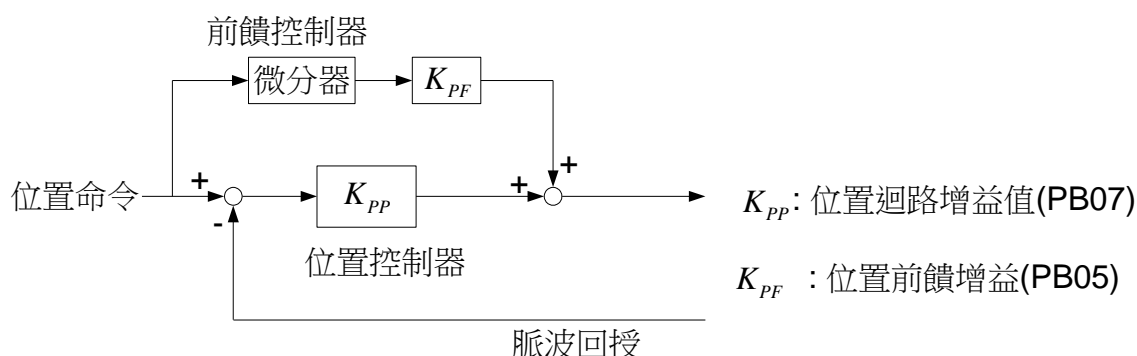 前饋控制器
微分器
K_PF
+
位置命令
+
K_PP
+
-
位置控制器
脈波回授
K_PP: 位置迴路增益值(PB07)
K_PF :位置前饋增益(PB05)